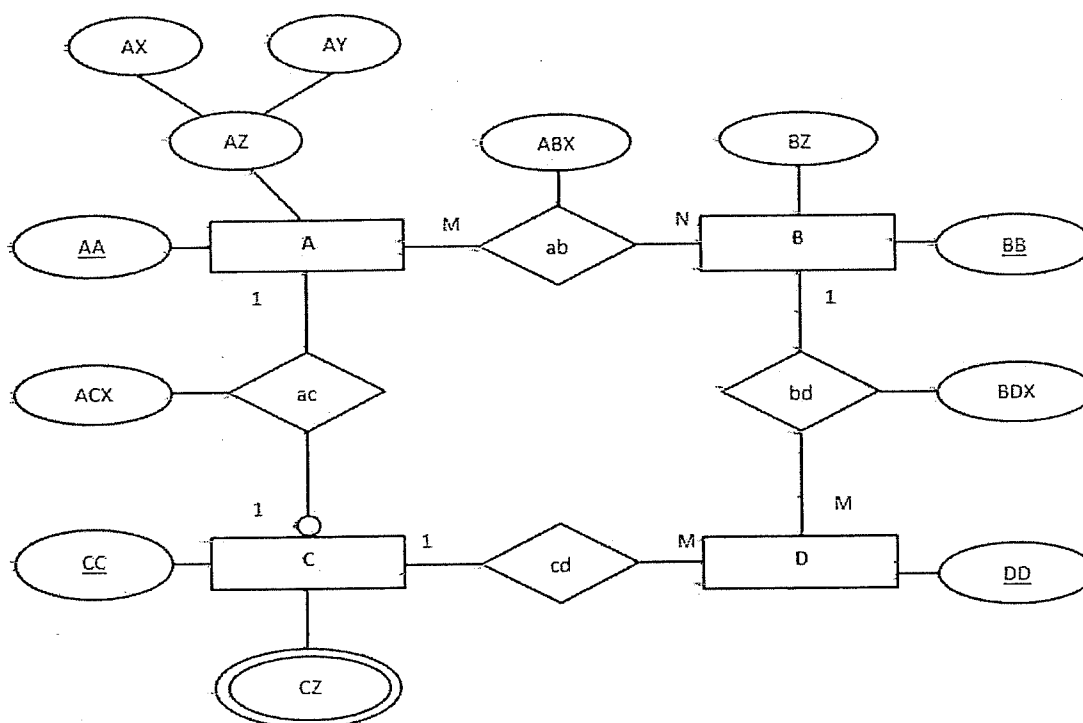 AX AY
AZ ABX BZ
AA A M ab N B BB
1 1
ACX ac bd BDX
1 M
CC C 1 cd M D DD
CZ